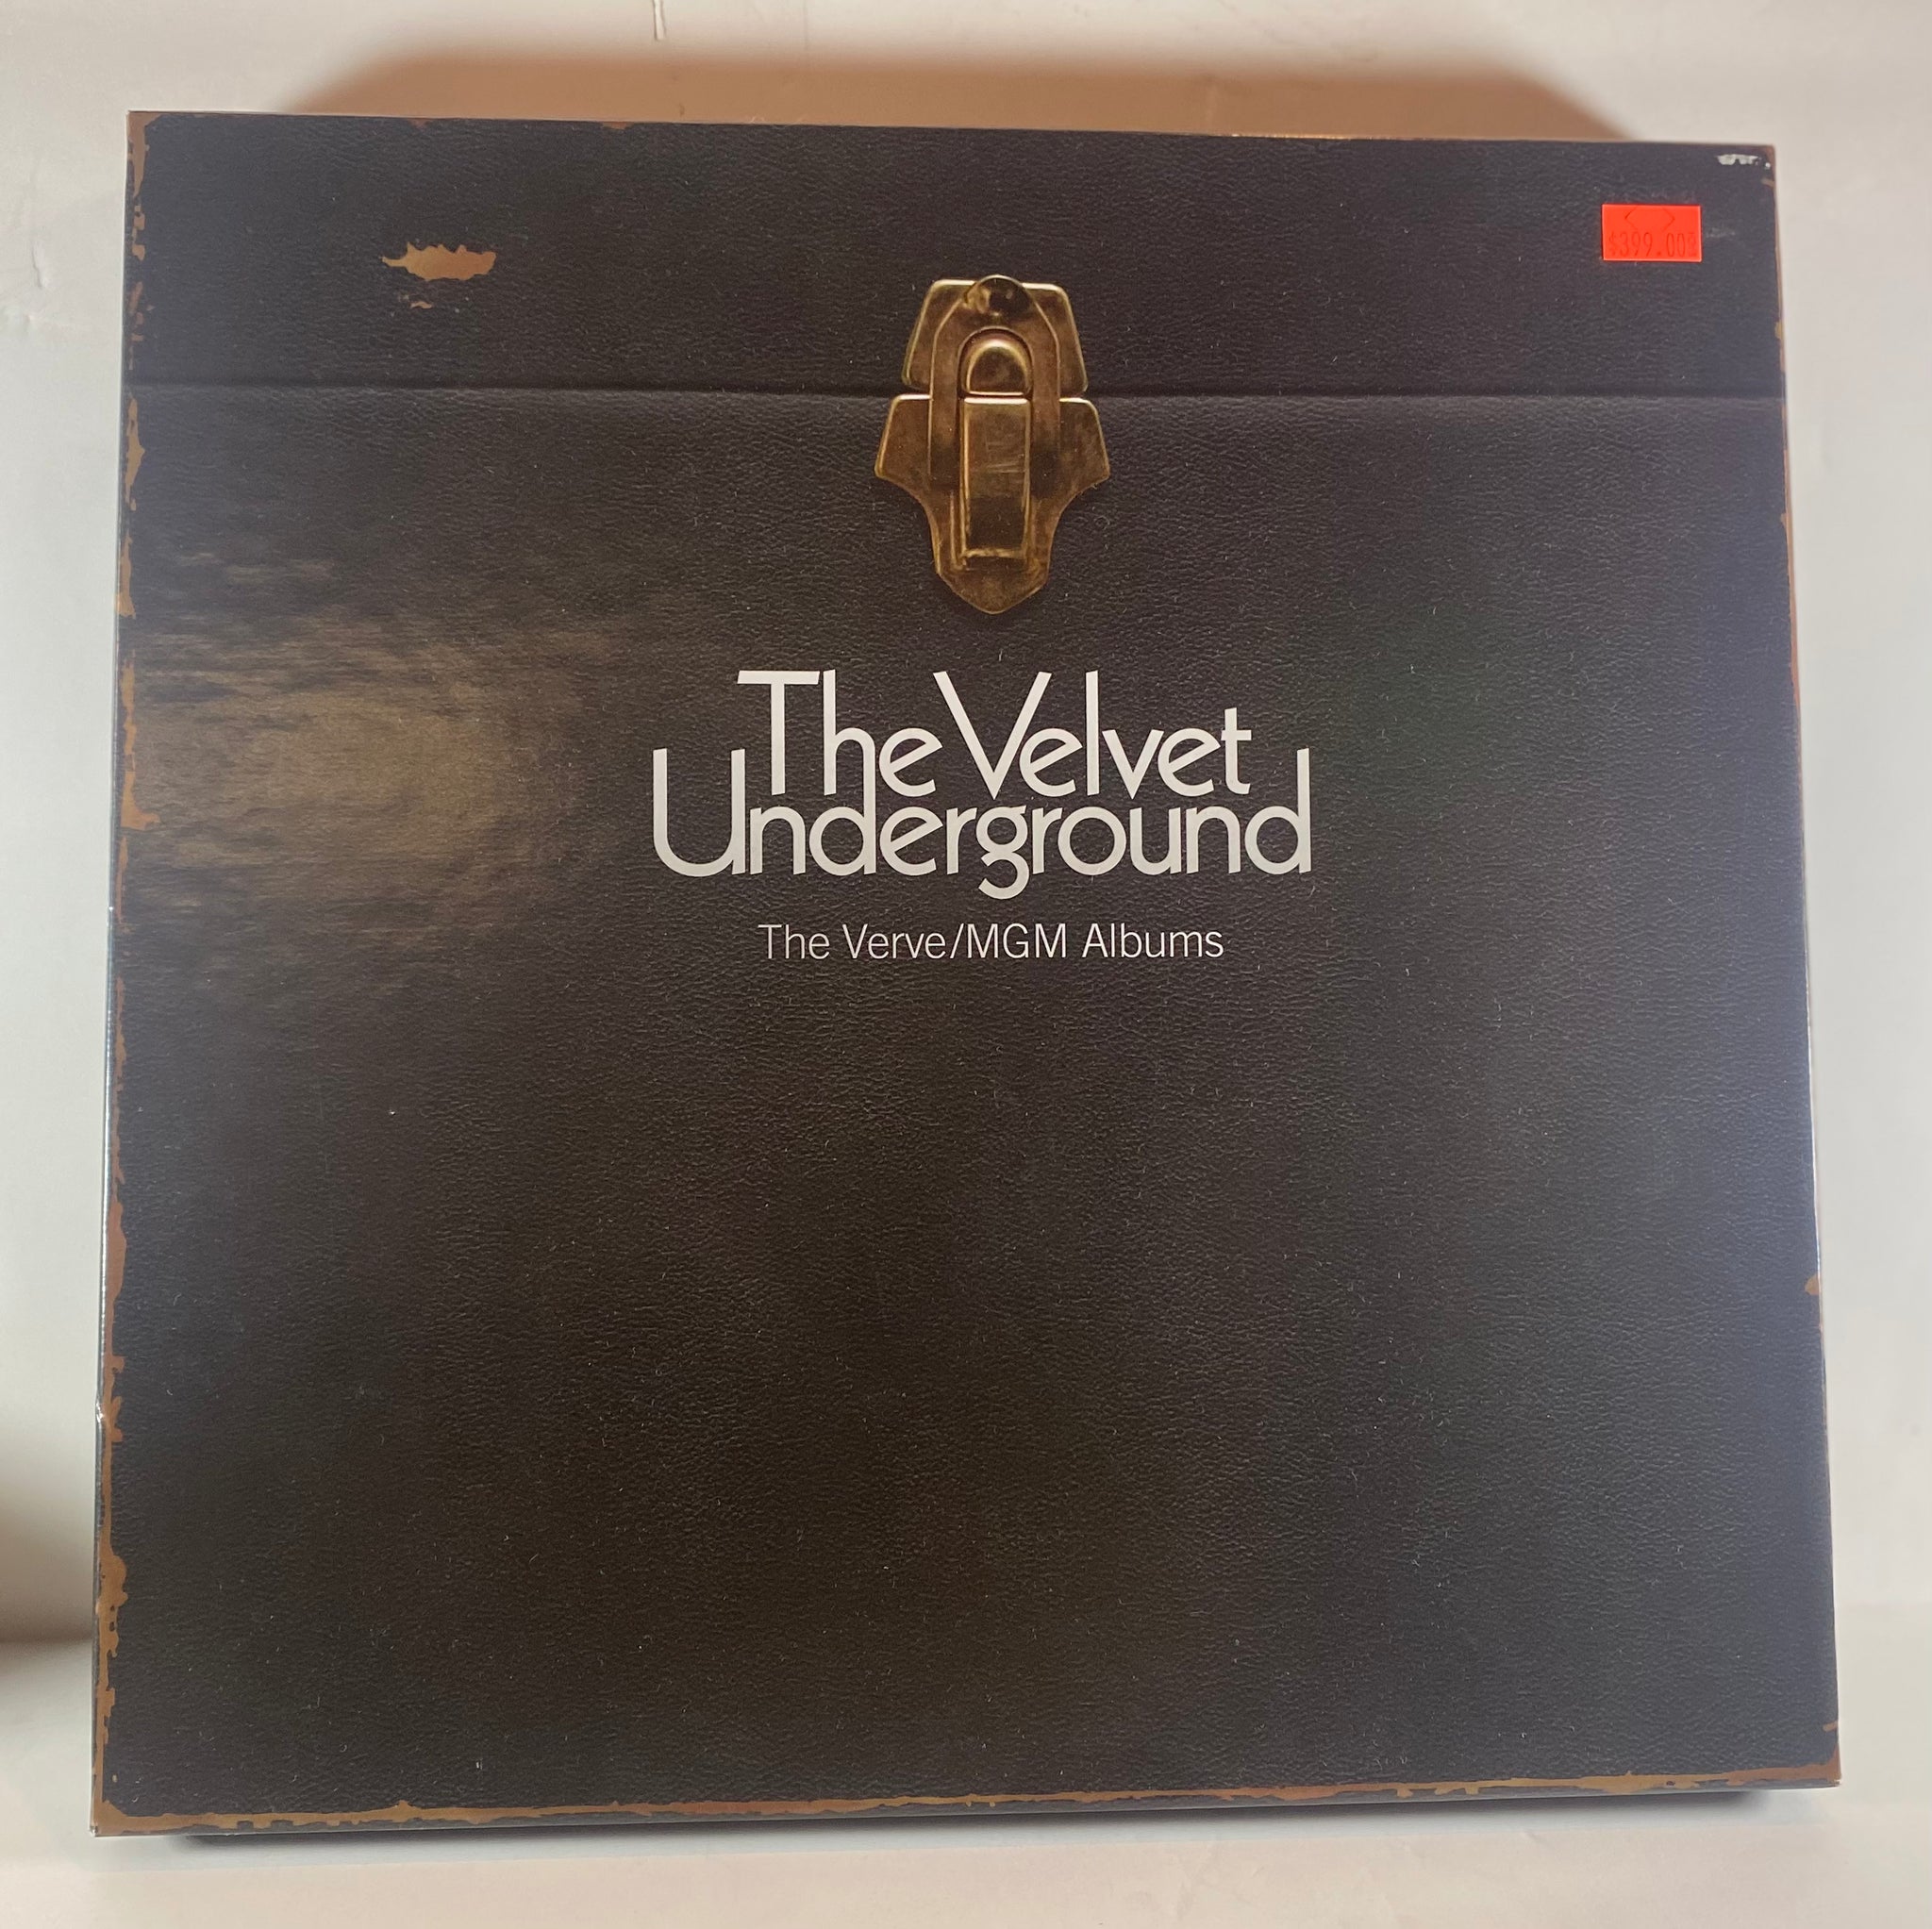 $399.00
The Velvet
Underground
The Verve/MGM Albums